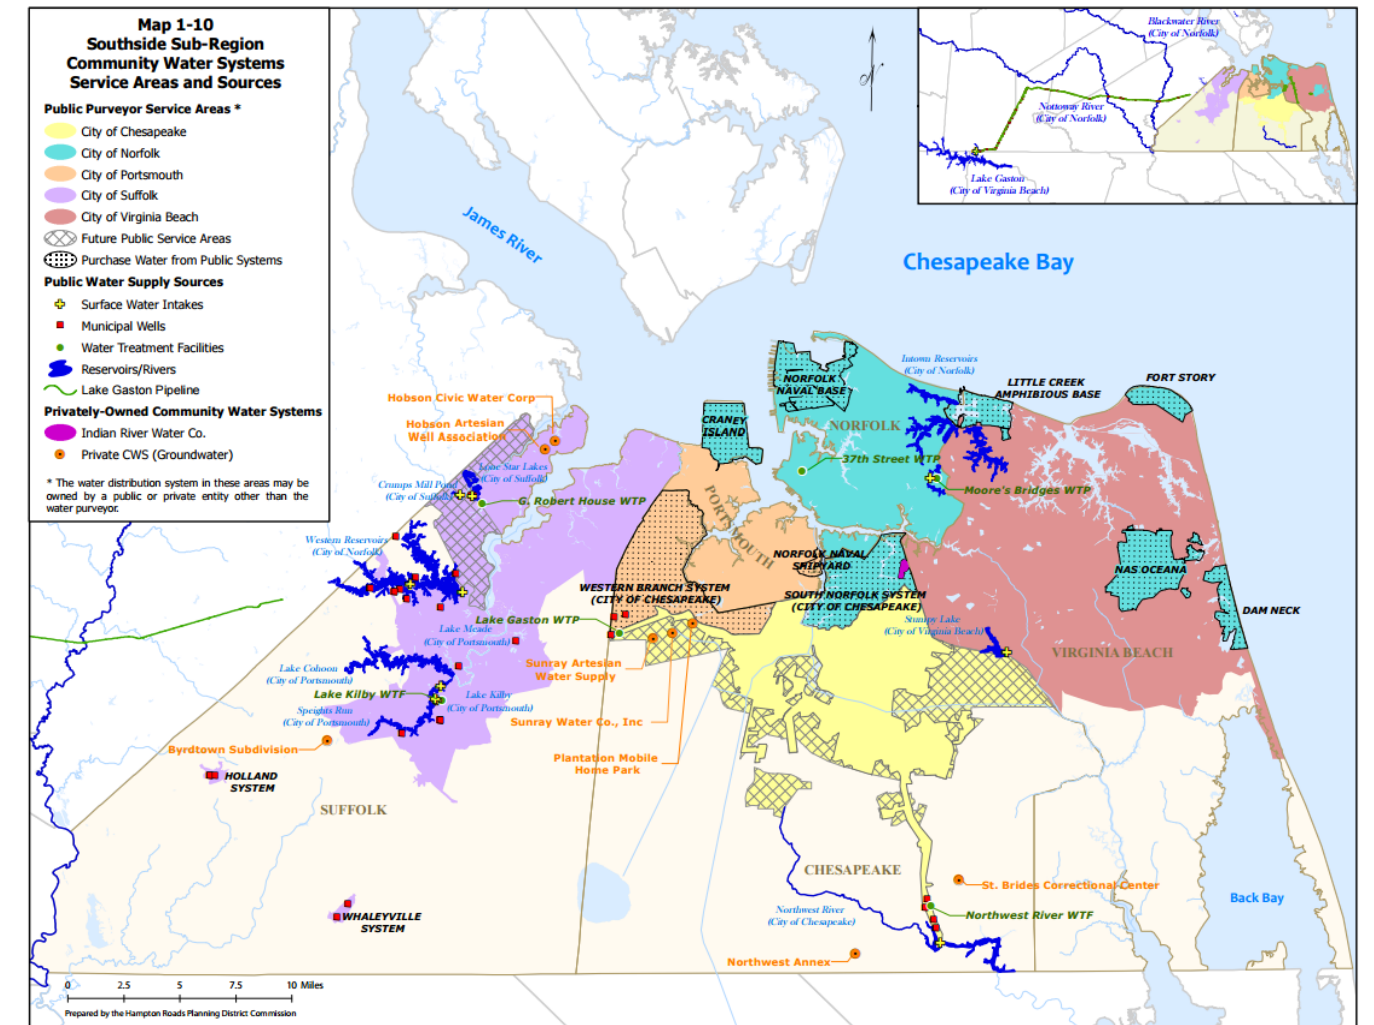 Map 1-10
Southside Sub-Region
Community Water Systems
Service Areas and Sources
Public Purveyor Service Areas *
City of Chesapeake
City of Norfolk
City of Portsmouth
City of Suffolk
City of Virginia Beach
Future Public Service Areas
Purchase Water from Public Systems
Public Water Supply Sources
Surface Water Intakes
Municipal Wells
Water Treatment Facilities
Reservoirs/Rivers
Lake Gaston Pipeline
Privately-Owned Community Water Systems
Indian River Water Co.
Private CWS (Groundwater)
* The water distribution system in these areas may be
owned by a public or private entity other than the
water purveyor.
N
Blackwater River
(City of Norfolk)
Nottoway River
(City of Norfolk)
Lake Gaston
(City of Virginia Beach)
James River
Chesapeake Bay
Intown Reservoirs
(City of Norfolk)
NORFOLK
NAVAL BASE
LITTLE CREEK
AMPHIBIOUS BASE
FORT STORY
CRANEY
ISLAND
NORFOLK
37th Street WTP
Moore's Bridges WTP
Hobson Civic Water Corp
Hobson Artesian
Well Association
Lone Star Lakes
(City of Suffolk)
Crumps Mill Pond
(City of Suffolk)
G. Robert House WTP
Western Reservoirs
(City of Norfolk)
PORTSMOUTH
NORFOLK NAVAL
SHIPYARD
WESTERN BRANCH SYSTEM
(CITY OF CHESAPEAKE)
SOUTH NORFOLK SYSTEM
(CITY OF CHESAPEAKE)
NAS OCEANA
DAM NECK
Lake Gaston WTP
Stumpy Lake
(City of Virginia Beach)
VIRGINIA BEACH
Lake Meade
(City of Portsmouth)
Lake Cohoon
(City of Portsmouth)
Lake Kilby WTF
Lake Kilby
(City of Portsmouth)
Speights Run
(City of Portsmouth)
Sunray Artesian
Water Supply
Sunray Water Co., Inc
Plantation Mobile
Home Park
Byrdtown Subdivision
HOLLAND
SYSTEM
SUFFOLK
CHESAPEAKE
St. Brides Correctional Center
Northwest River
(City of Chesapeake)
Northwest River WTF
Back Bay
WHALEYVILLE
SYSTEM
Northwest Annex
0 2.5 5 7.5 10 Miles
Prepared by the Hampton Roads Planning District Commission